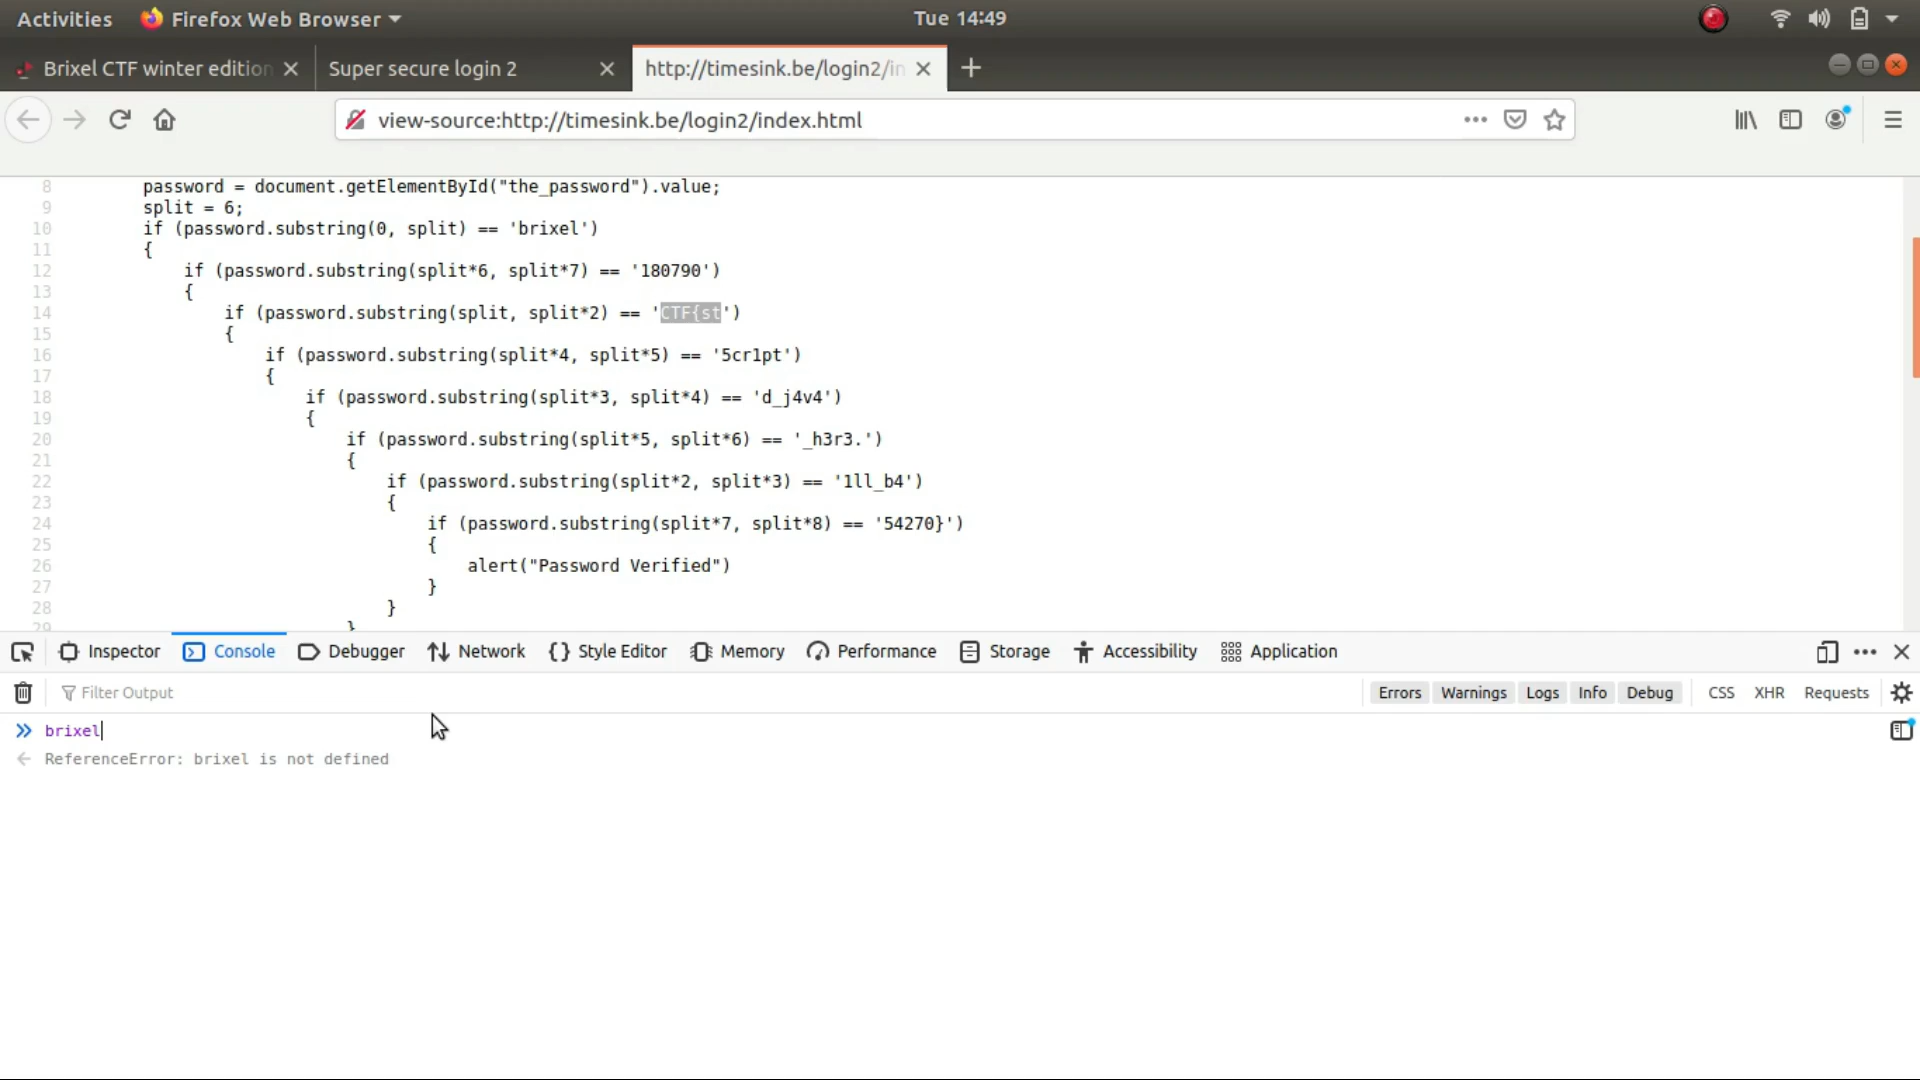 Activities Firefox Web Browser Tue 14:49
Brixel CTF winter edition Super secure login 2 http://timesink.be/login2/in
view-source:http://timesink.be/login2/index.html
8 password = document.getElementById("the_password").value;
9 split = 6;
10 if (password.substring(0, split) == 'brixel')
11 {
12 if (password.substring(split*6, split*7) == '180790')
13 {
14 if (password.substring(split, split*2) == 'CTF{st')
15 {
16 if (password.substring(split*4, split*5) == '5cr1pt')
17 {
18 if (password.substring(split*3, split*4) == 'd_j4v4')
19 {
20 if (password.substring(split*5, split*6) == '_h3r3.')
21 {
22 if (password.substring(split*2, split*3) == '1ll_b4')
23 {
24 if (password.substring(split*7, split*8) == '54270}')
25 {
26 alert("Password Verified")
27 }
28 }
29 }
Inspector Console Debugger Network {} Style Editor Memory Performance Storage Accessibility Application
Filter Output Errors Warnings Logs Info Debug CSS XHR Requests
» brixel
ReferenceError: brixel is not defined